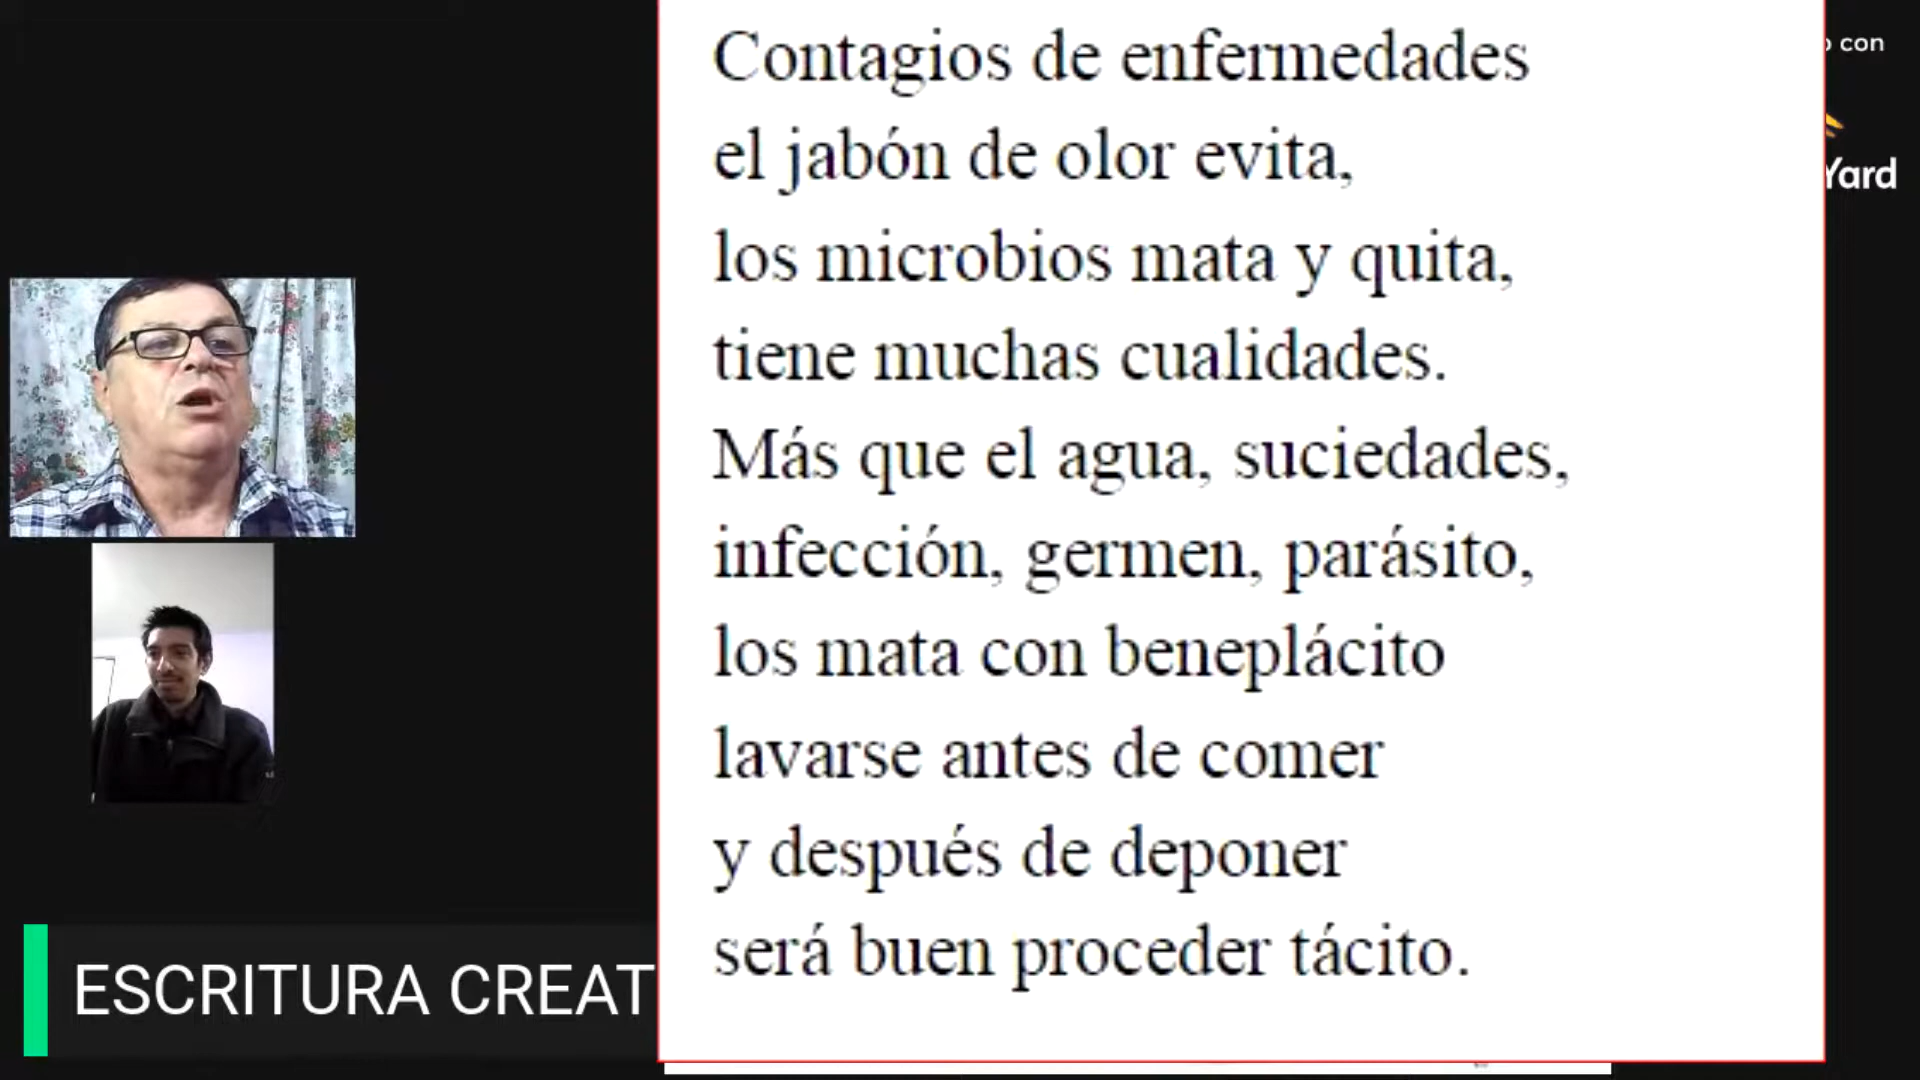 Contagios de enfermedades
el jabón de olor evita,
los microbios mata y quita,
tiene muchas cualidades.
Más que el agua, suciedades,
infección, germen, parásito,
los mata con beneplácito
lavarse antes de comer
y después de deponer
será buen proceder tácito.
con
Yard
ESCRITURA CREAT